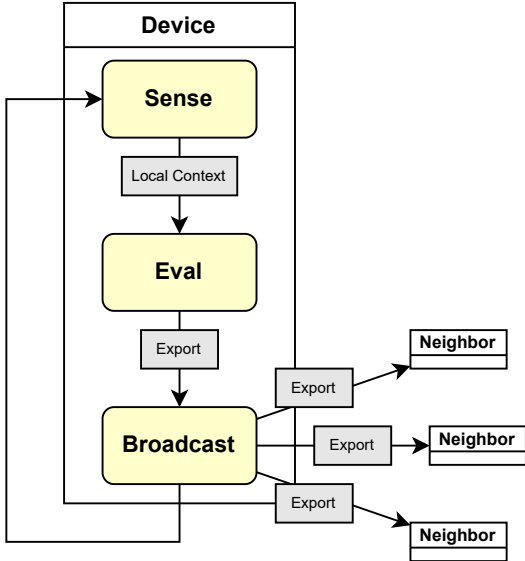 Device
Sense
Local Context
Eval
Export
Neighbor
Export
Broadcast
Export
Neighbor
Export
Neighbor